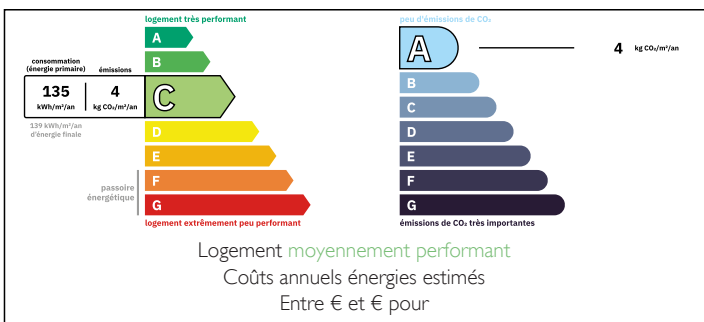 logement très performant
A
B
consommation
(énergie primaire)
émissions
135
kWh/m²/an
4
kg CO₂/m²/an
C
139 kWh/m²/an
d'énergie finale
D
E
passoire
énergétique
F
G
logement extrêmement peu performant
peu d'émissions de CO₂
A
4 kg CO₂/m²/an
B
C
D
E
F
G
émissions de CO₂ très importantes
Logement moyennement performant
Coûts annuels énergies estimés
Entre € et € pour